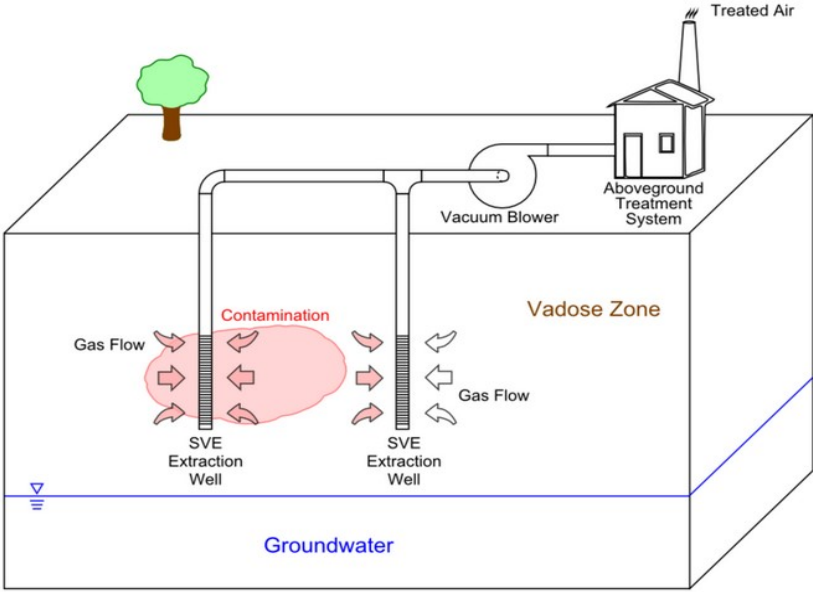 Treated Air
Aboveground
Treatment
System
Vacuum Blower
Contamination
Vadose Zone
Gas Flow
Gas Flow
SVE
Extraction
Well
SVE
Extraction
Well
Groundwater